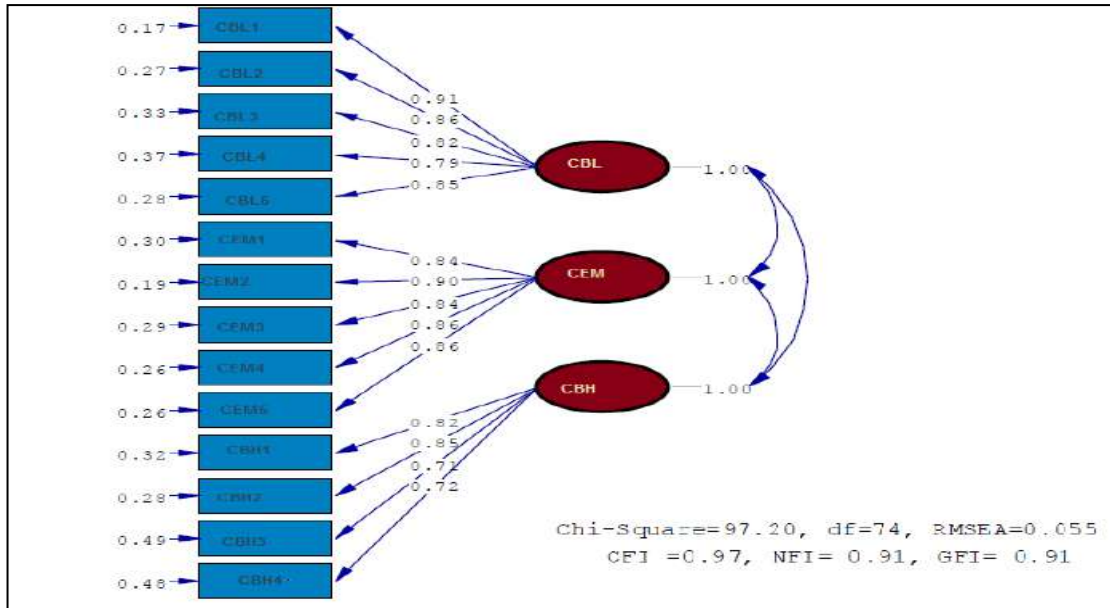 0.17 CBL1
0.27 CBL2
0.33 CBL3
0.37 CBL4
0.28 CBL5
0.30 CEM1
0.19 CEM2
0.29 CEM3
0.26 CEM4
0.26 CEM5
0.32 CBH1
0.28 CBH2
0.49 CBH3
0.48 CBH4
0.91
0.86
0.82
0.79
0.85
0.84
0.90
0.84
0.86
0.86
0.82
0.85
0.71
0.72
CBL 1.00
CEM 1.00
CBH 1.00
Chi-Square=97.20, df=74, RMSEA=0.055
CFI =0.97, NFI= 0.91, GFI= 0.91